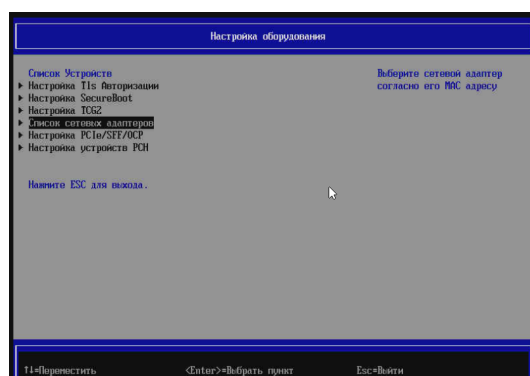 Настройка оборудования
Список Устройств
Настройка Tls Авторизации
Настройка SecureBoot
Настройка TCG2
Список сетевых адаптеров
Настройка PCIe/SFF/OCP
Настройка устройств PCH
Нажмите ESC для выхода.
Выберите сетевой адаптер
согласно его MAC адресу
↑↓=Переместить <Enter>=Выбрать пункт Esc=Выйти